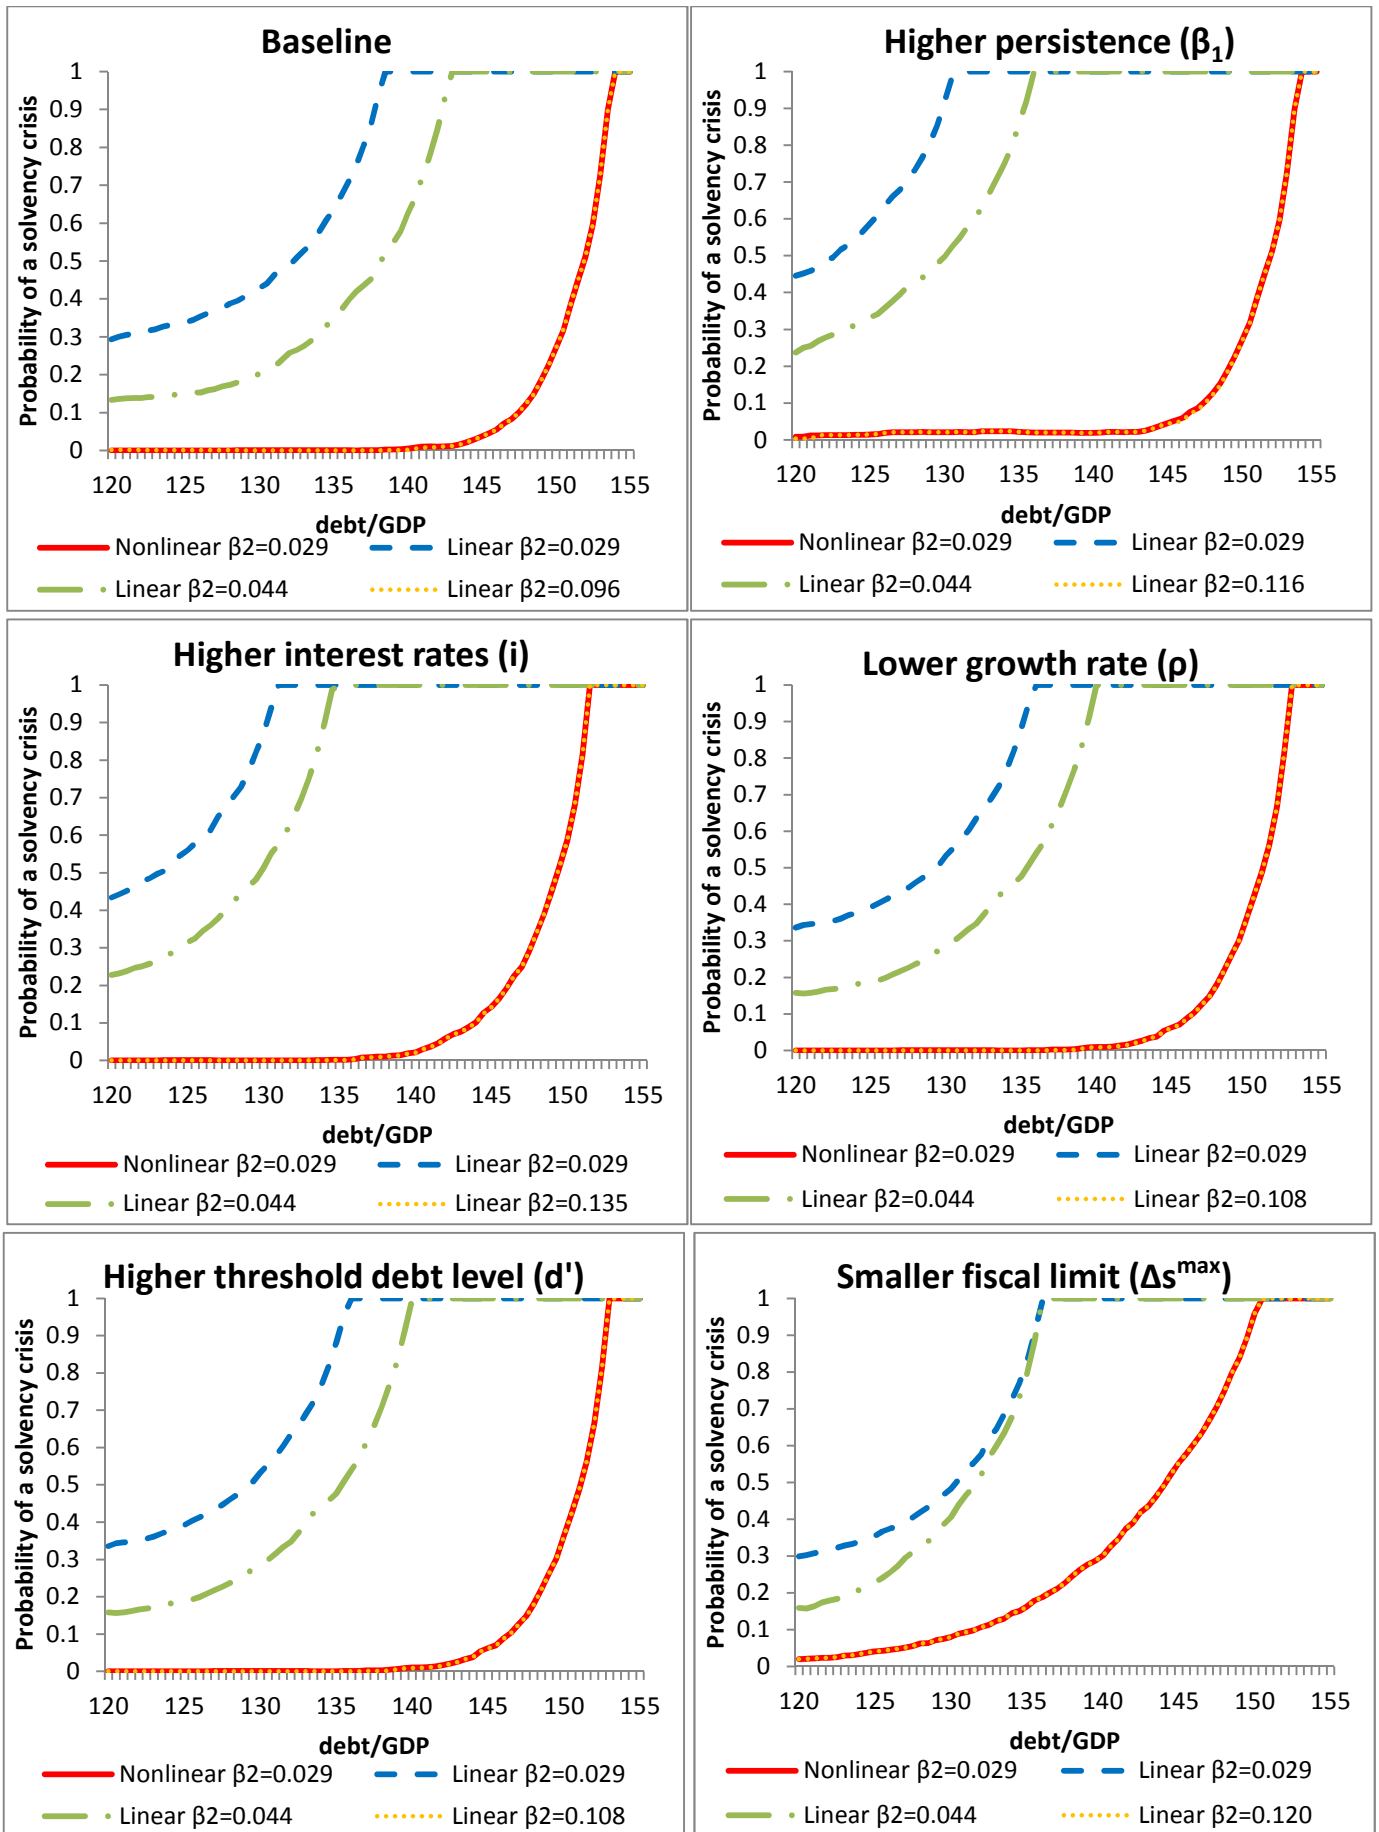 Baseline
Probability of a solvency crisis
1
0.9
0.8
0.7
0.6
0.5
0.4
0.3
0.2
0.1
0
120 125 130 135 140 145 150 155
debt/GDP
Nonlinear β2=0.029 Linear β2=0.029
Linear β2=0.044 Linear β2=0.096
Higher persistence (β₁)
Probability of a solvency crisis
1
0.9
0.8
0.7
0.6
0.5
0.4
0.3
0.2
0.1
0
120 125 130 135 140 145 150 155
debt/GDP
Nonlinear β2=0.029 Linear β2=0.029
Linear β2=0.044 Linear β2=0.116
Higher interest rates (i)
Probability of a solvency crisis
1
0.9
0.8
0.7
0.6
0.5
0.4
0.3
0.2
0.1
0
120 125 130 135 140 145 150 155
debt/GDP
Nonlinear β2=0.029 Linear β2=0.029
Linear β2=0.044 Linear β2=0.135
Lower growth rate (ρ)
Probability of a solvency crisis
1
0.9
0.8
0.7
0.6
0.5
0.4
0.3
0.2
0.1
0
120 125 130 135 140 145 150 155
debt/GDP
Nonlinear β2=0.029 Linear β2=0.029
Linear β2=0.044 Linear β2=0.108
Higher threshold debt level (d')
Probability of a solvency crisis
1
0.9
0.8
0.7
0.6
0.5
0.4
0.3
0.2
0.1
0
120 125 130 135 140 145 150 155
debt/GDP
Nonlinear β2=0.029 Linear β2=0.029
Linear β2=0.044 Linear β2=0.108
Smaller fiscal limit (Δsᵐᵃˣ)
Probability of a solvency crisis
1
0.9
0.8
0.7
0.6
0.5
0.4
0.3
0.2
0.1
0
120 125 130 135 140 145 150 155
debt/GDP
Nonlinear β2=0.029 Linear β2=0.029
Linear β2=0.044 Linear β2=0.120